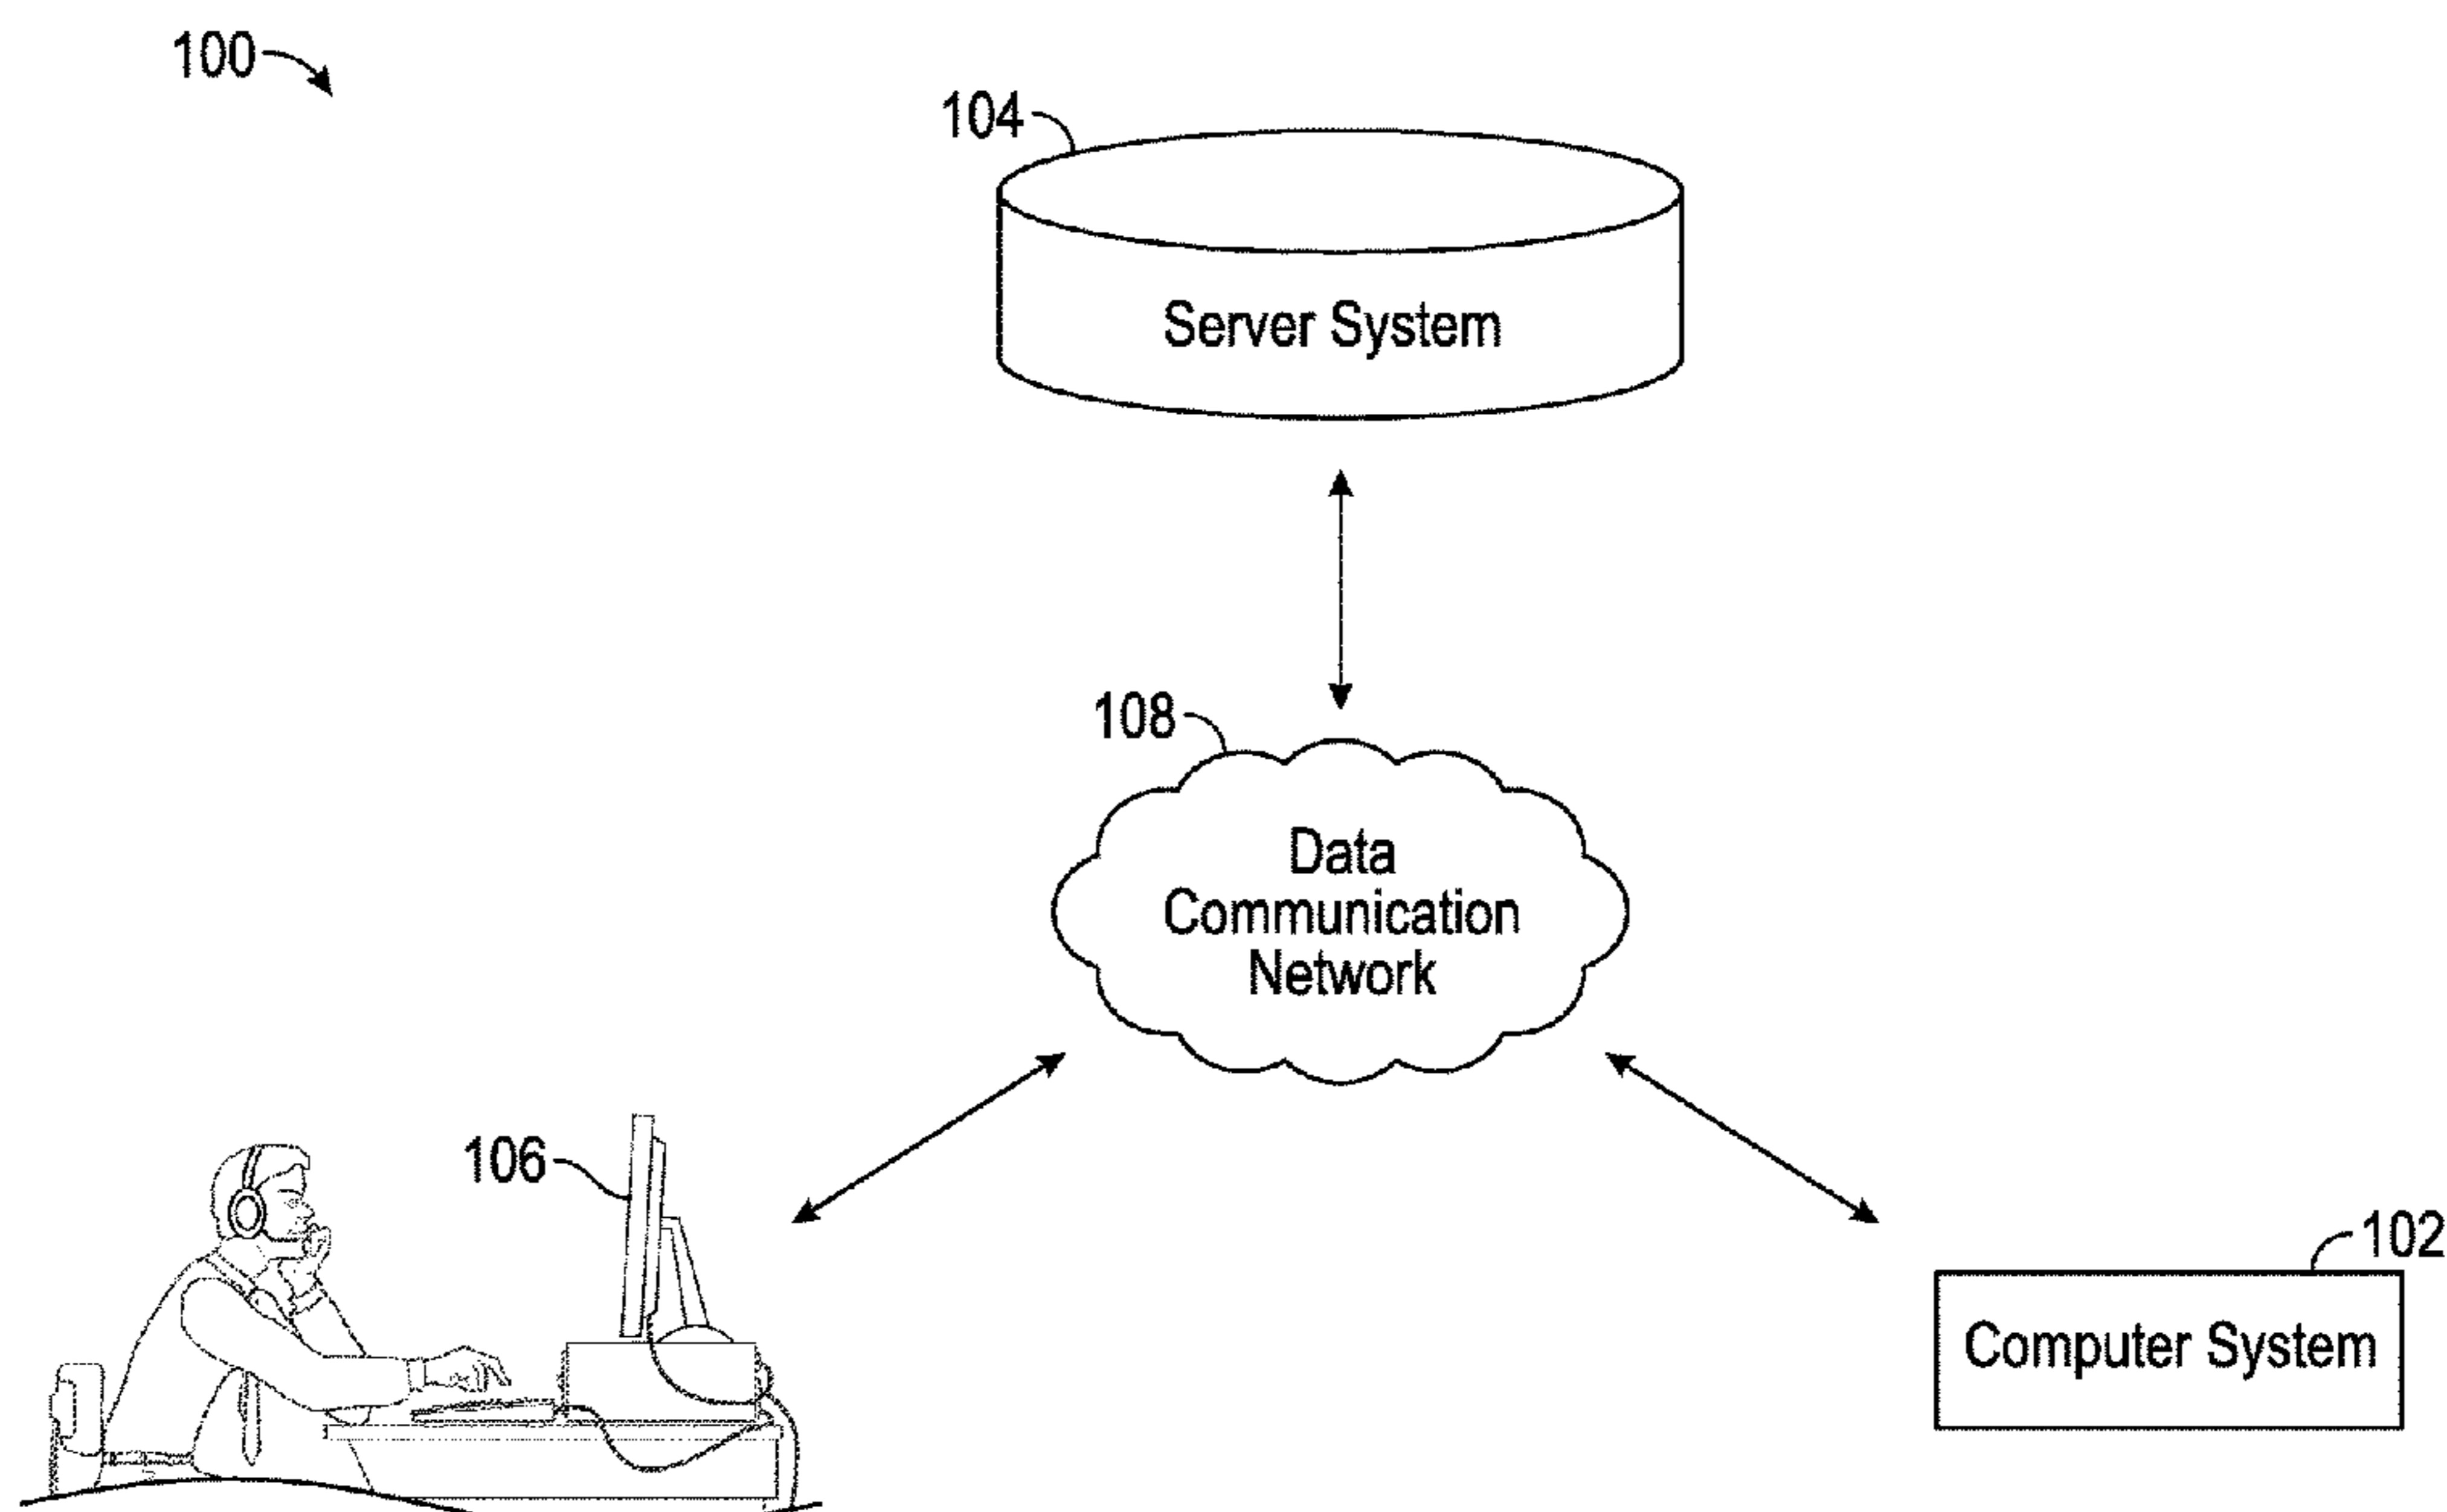 100
104
Server System
108
Data
Communication
Network
106
102
Computer System